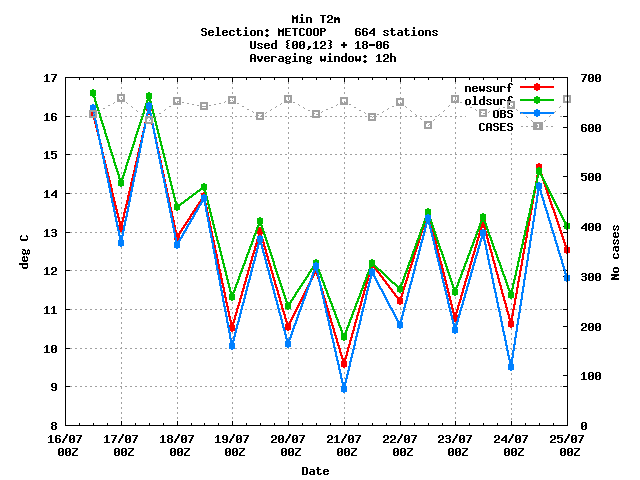 Min T2m
Selection: METCOOP    664 stations
Used {00,12} + 18-06
Averaging window: 12h
newsurf
oldsurf
OBS
CASES
17
16
15
14
13
12
11
10
9
8
deg C
700
600
500
400
300
200
100
0
No cases
16/07 17/07 18/07 19/07 20/07 21/07 22/07 23/07 24/07 25/07
00Z 00Z 00Z 00Z 00Z 00Z 00Z 00Z 00Z 00Z
Date